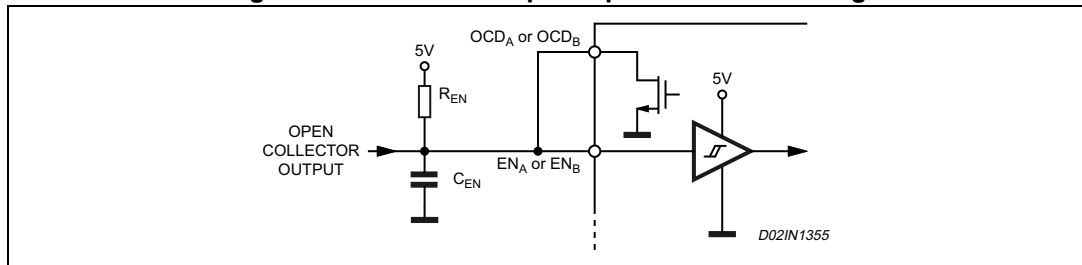 OCDA or OCDB
5V
5V
REN
OPEN
COLLECTOR
OUTPUT
ENA or ENB
CEN
D02IN1355